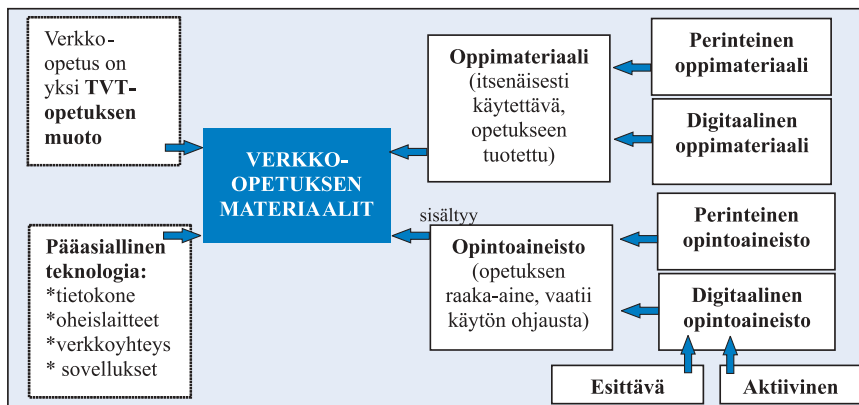 Verkko-
opetus on
yksi TVT-
opetuksen
muoto
Pääasiallinen
teknologia:
*tietokone
*oheislaitteet
*verkkoyhteys
* sovellukset
VERKKO-
OPETUKSEN
MATERIAALIT
sisältyy
Oppimateriaali
(itsenäisesti
käytettävä,
opetukseen
tuotettu)
Opintoaineisto
(opetuksen
raaka-aine, vaatii
käytön ohjausta)
Perinteinen
oppimateriaali
Digitaalinen
oppimateriaali
Perinteinen
opintoaineisto
Digitaalinen
opintoaineisto
Esittävä
Aktiivinen